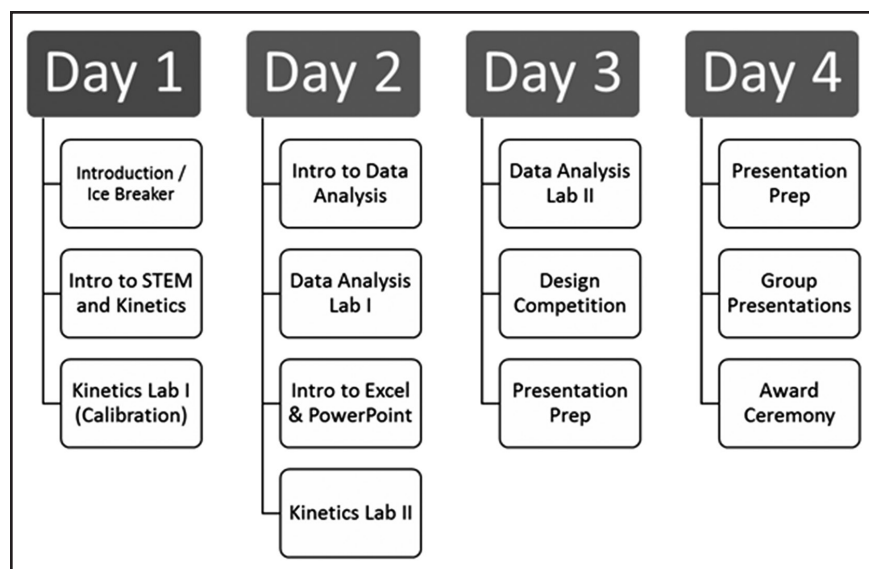 Day 1
Introduction /
Ice Breaker
Intro to STEM
and Kinetics
Kinetics Lab I
(Calibration)
Day 2
Intro to Data
Analysis
Data Analysis
Lab I
Intro to Excel
& PowerPoint
Kinetics Lab II
Day 3
Data Analysis
Lab II
Design
Competition
Presentation
Prep
Day 4
Presentation
Prep
Group
Presentations
Award
Ceremony